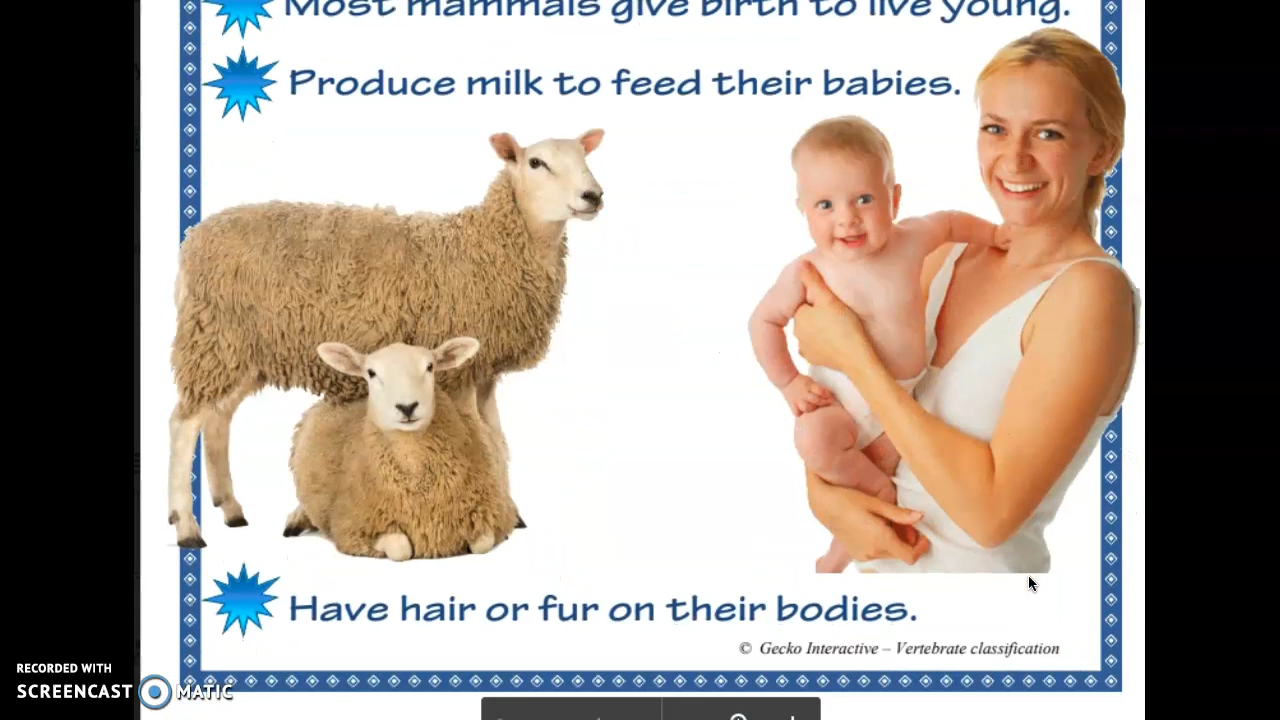 Most mammals give birth to live young.
Produce milk to feed their babies.
Have hair or fur on their bodies.
© Gecko Interactive – Vertebrate classification
RECORDED WITH
SCREENCAST MATIC